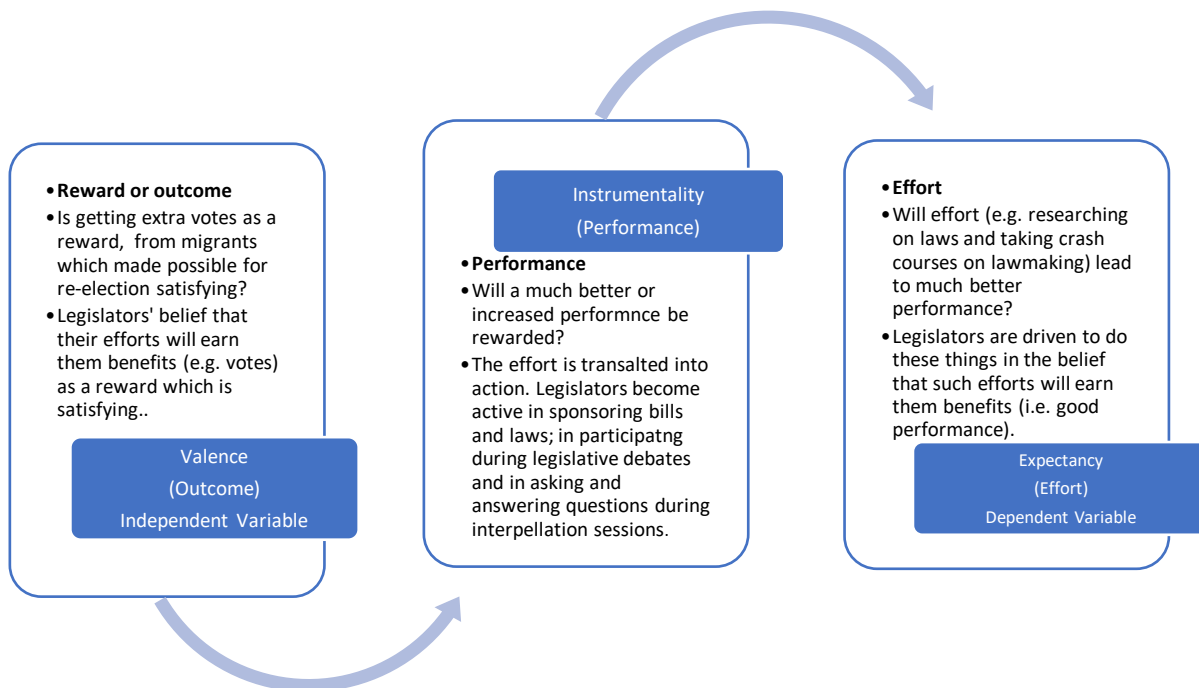 •Reward or outcome
•Is getting extra votes as a
reward,  from migrants
which made possible for
re-election satisfying?
•Legislators' belief that
their efforts will earn
them benefits (e.g. votes)
as a reward which is
satisfying..
Valence
(Outcome)
Independent Variable
Instrumentality
(Performance)
•Performance
•Will a much better or
increased performnce be
rewarded?
•The effort is transalted into
action. Legislators become
active in sponsoring bills
and laws; in participatng
during legislative debates
and in asking and
answering questions during
interpellation sessions.
•Effort
•Will effort (e.g. researching
on laws and taking crash
courses on lawmaking) lead
to much better
performance?
•Legislators are driven to do
these things in the belief
that such efforts will earn
them benefits (i.e. good
performance).
Expectancy
(Effort)
Dependent Variable